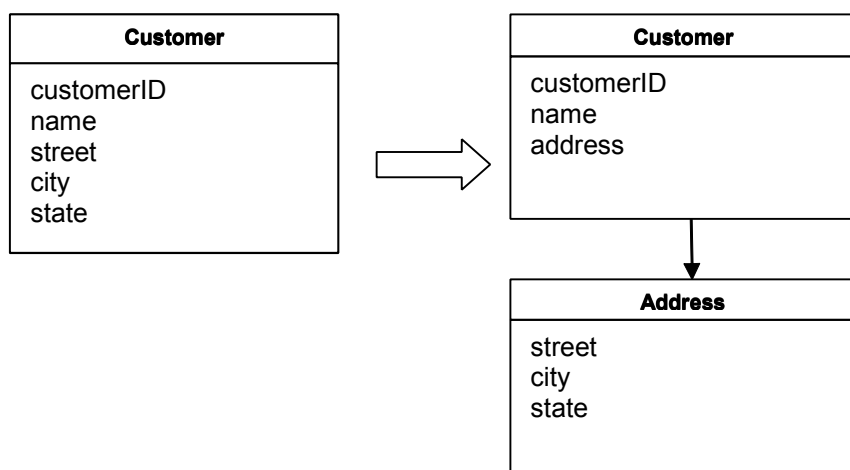 Customer
customerID
name
street
city
state
Customer
customerID
name
address
Address
street
city
state